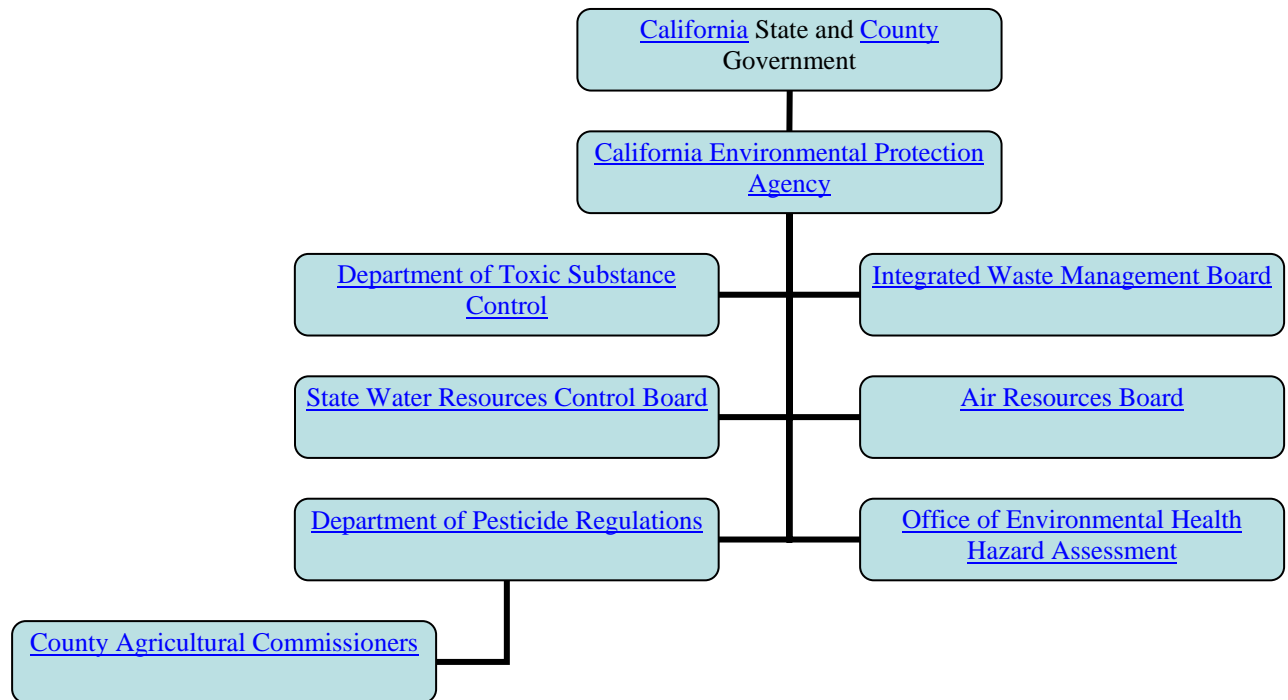 California State and County
Government
California Environmental Protection
Agency
Department of Toxic Substance
Control
Integrated Waste Management Board
State Water Resources Control Board
Air Resources Board
Department of Pesticide Regulations
Office of Environmental Health
Hazard Assessment
County Agricultural Commissioners